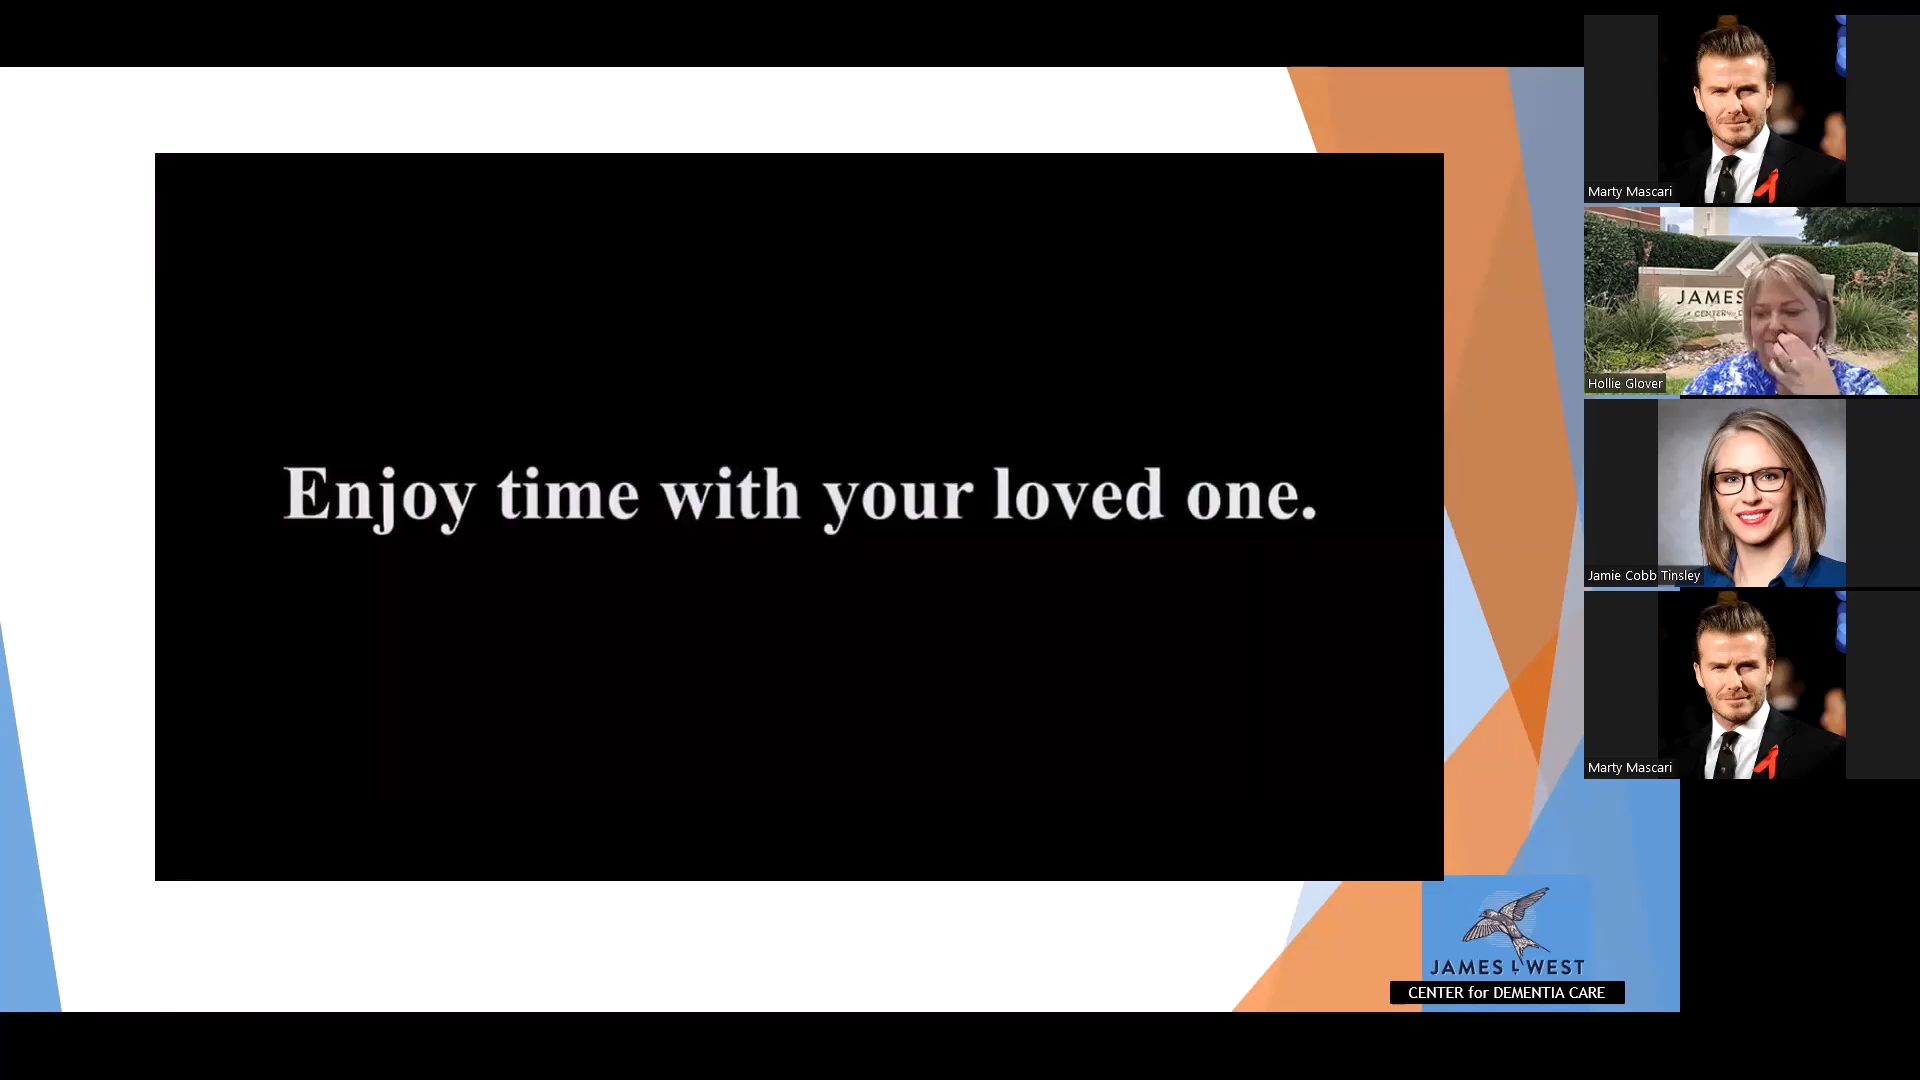 Enjoy time with your loved one.
JAMES L WEST
CENTER for DEMENTIA CARE
Marty Mascari
JAMES
CENTER
Hollie Glover
Jamie Cobb Tinsley
Marty Mascari